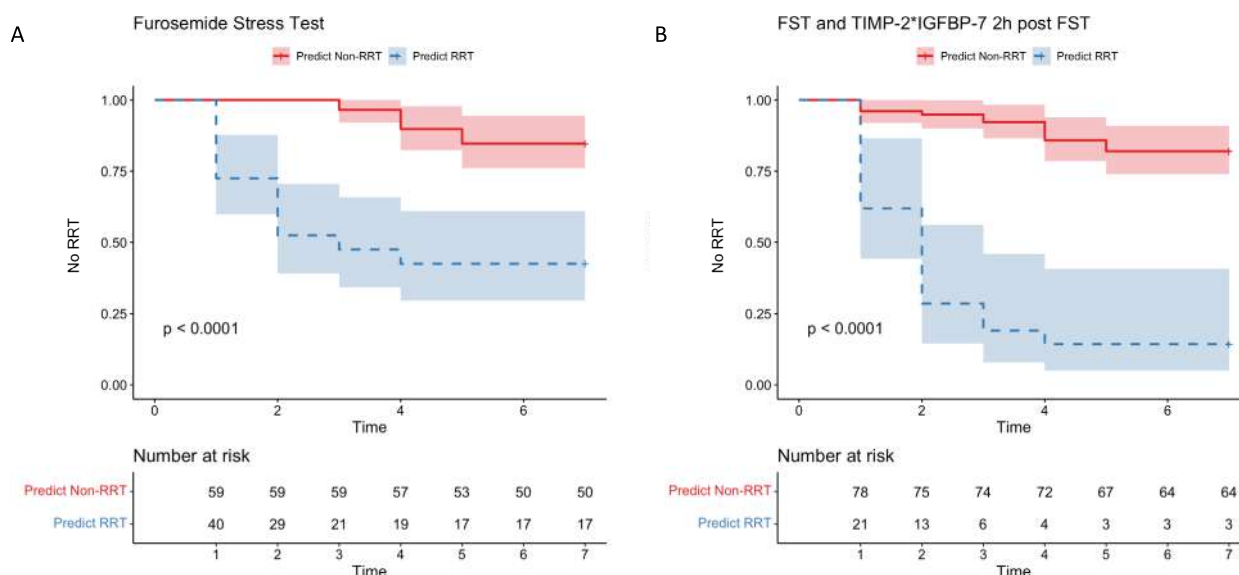 A
Furosemide Stress Test
Predict Non-RRT Predict RRT
1.00
0.75
0.50
0.25
0.00
No RRT
p < 0.0001
0 2 4 6
Time
Number at risk
Predict Non-RRT 59 59 59 57 53 50 50
Predict RRT 40 29 21 19 17 17 17
1 2 3 4 5 6 7
Time
B
FST and TIMP-2*IGFBP-7 2h post FST
Predict Non-RRT Predict RRT
1.00
0.75
0.50
0.25
0.00
No RRT
p < 0.0001
0 2 4 6
Time
Number at risk
Predict Non-RRT 78 75 74 72 67 64 64
Predict RRT 21 13 6 4 3 3 3
1 2 3 4 5 6 7
Time